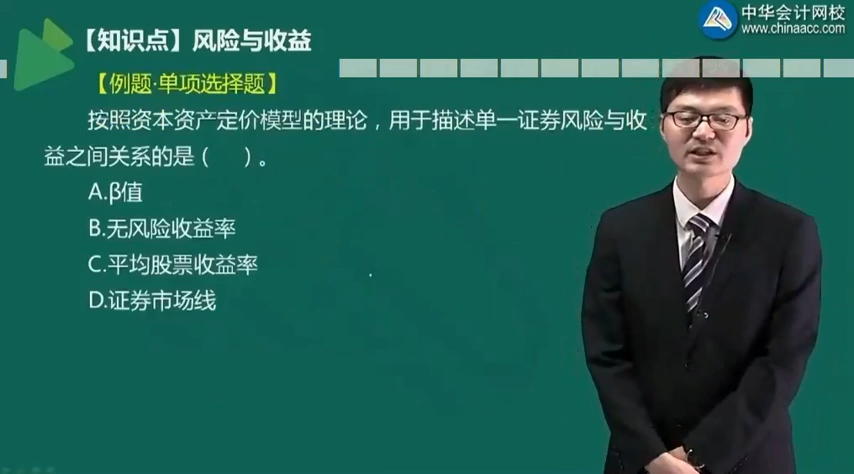 中华会计网校
www.chinaacc.com
【知识点】风险与收益
【例题·单项选择题】
按照资本资产定价模型的理论，用于描述单一证券风险与收
益之间关系的是（　）。
A.β值
B.无风险收益率
C.平均股票收益率
D.证券市场线